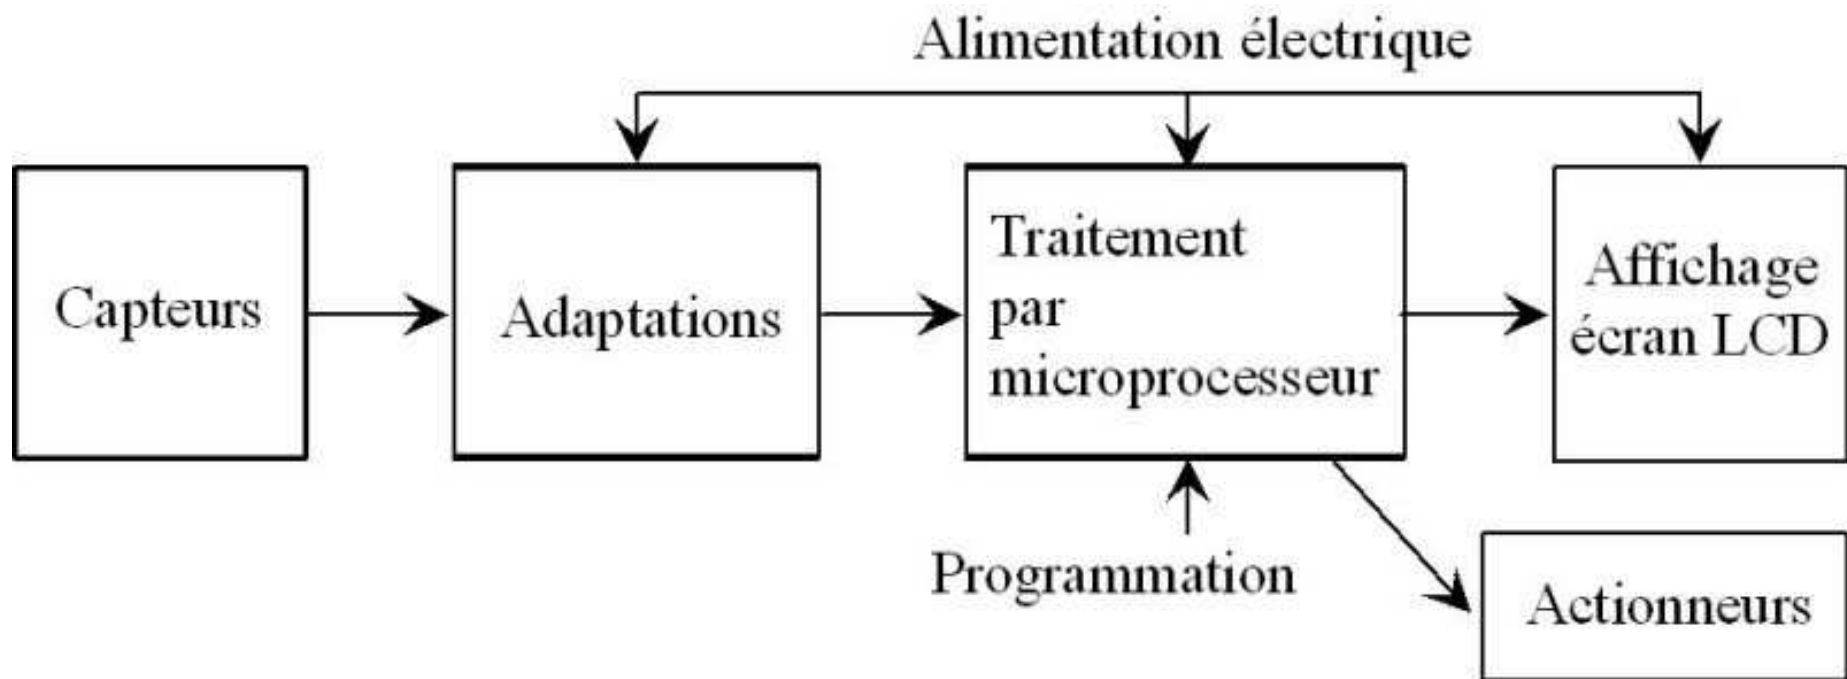 Alimentation électrique
Capteurs
Adaptations
Traitement
par
microprocesseur
Affichage
écran LCD
Programmation
Actionneurs